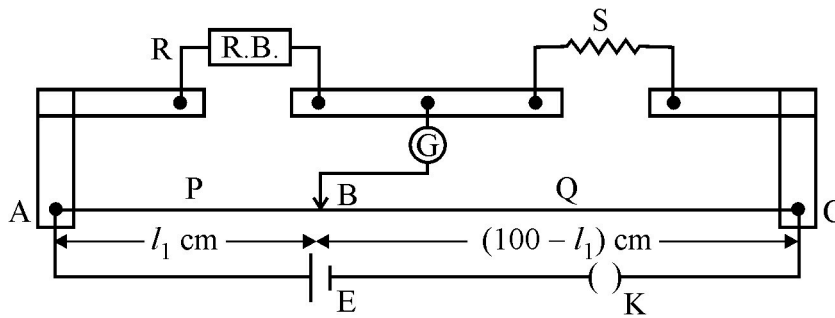 R R.B. S
G
P B Q
A C
l₁ cm (100 – l₁) cm
E K